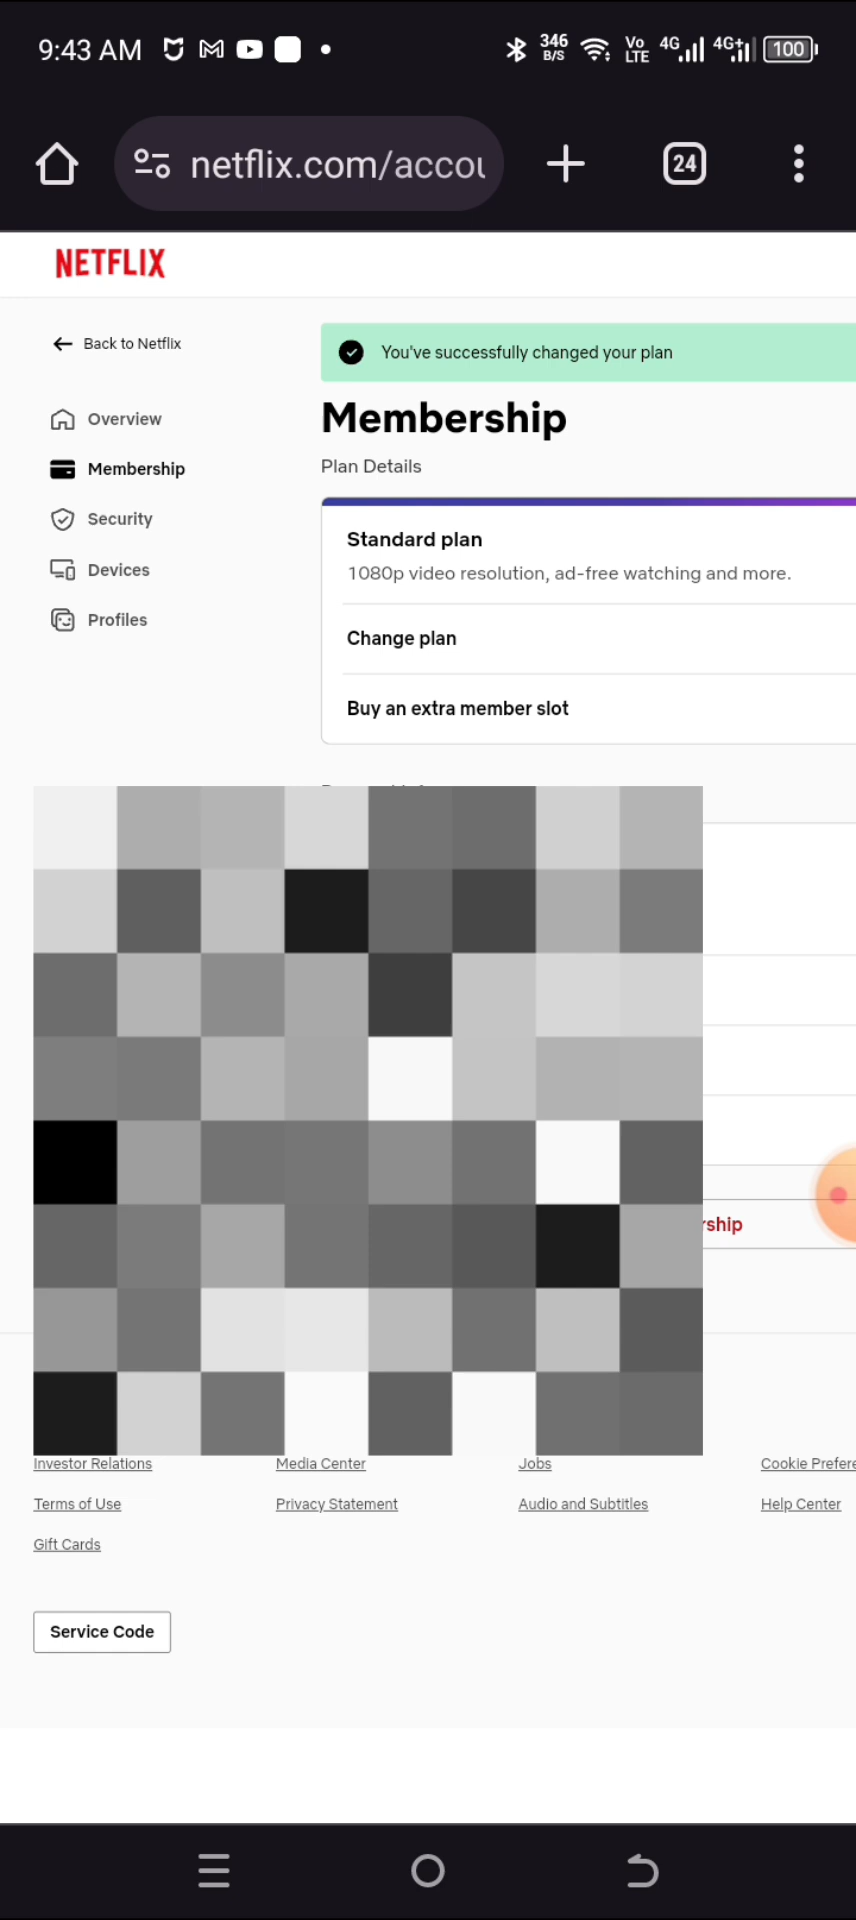 9:43 AM
346 B/S Vo LTE 4G 4G+ 100
netflix.com/accou
24
NETFLIX
Back to Netflix
You've successfully changed your plan
Overview
Membership
Security
Devices
Profiles
Membership
Plan Details
Standard plan
1080p video resolution, ad-free watching and more.
Change plan
Buy an extra member slot
rship
Investor Relations
Media Center
Jobs
Cookie Prefere
Terms of Use
Privacy Statement
Audio and Subtitles
Help Center
Gift Cards
Service Code